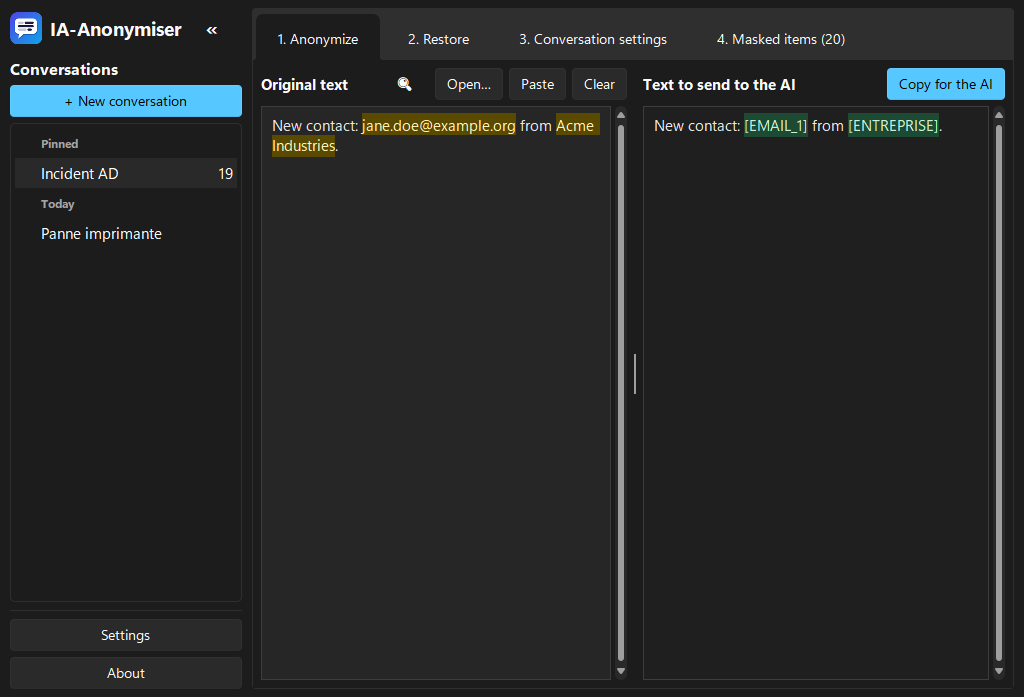 IA-Anonymiser «
Conversations
+ New conversation
Pinned
Incident AD 19
Today
Panne imprimante
Settings
About
1. Anonymize 2. Restore 3. Conversation settings 4. Masked items (20)
Original text Open... Paste Clear
New contact: jane.doe@example.org from Acme
Industries.
Text to send to the AI Copy for the AI
New contact: [EMAIL_1] from [ENTREPRISE].